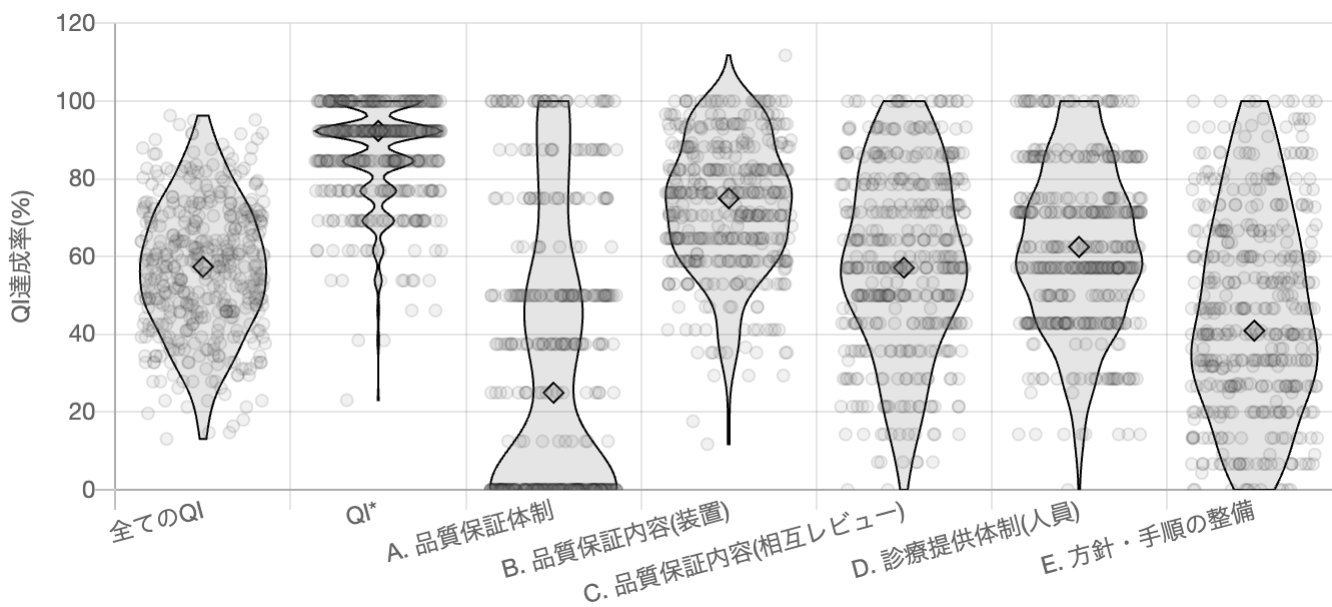 120
100
80
60
40
20
0
QI達成率(%)
全てのQI
QI*
A. 品質保証体制
B. 品質保証内容(装置)
C. 品質保証内容(相互レビュー)
D. 診療提供体制(人員)
E. 方針・手順の整備